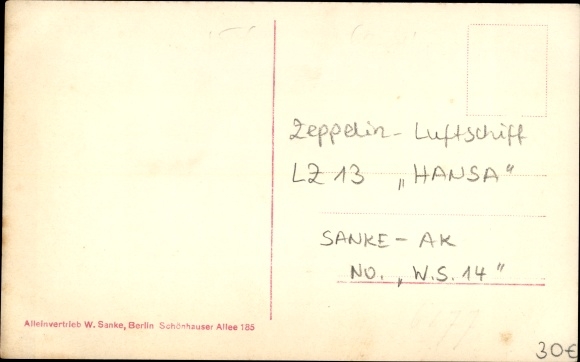 Zeppelin - Luftschiff
LZ 13 „HANSA"
SANKE - AK
NO. „W.S. 14"
Alleinvertrieb W. Sanke, Berlin Schönhauser Allee 185
30€